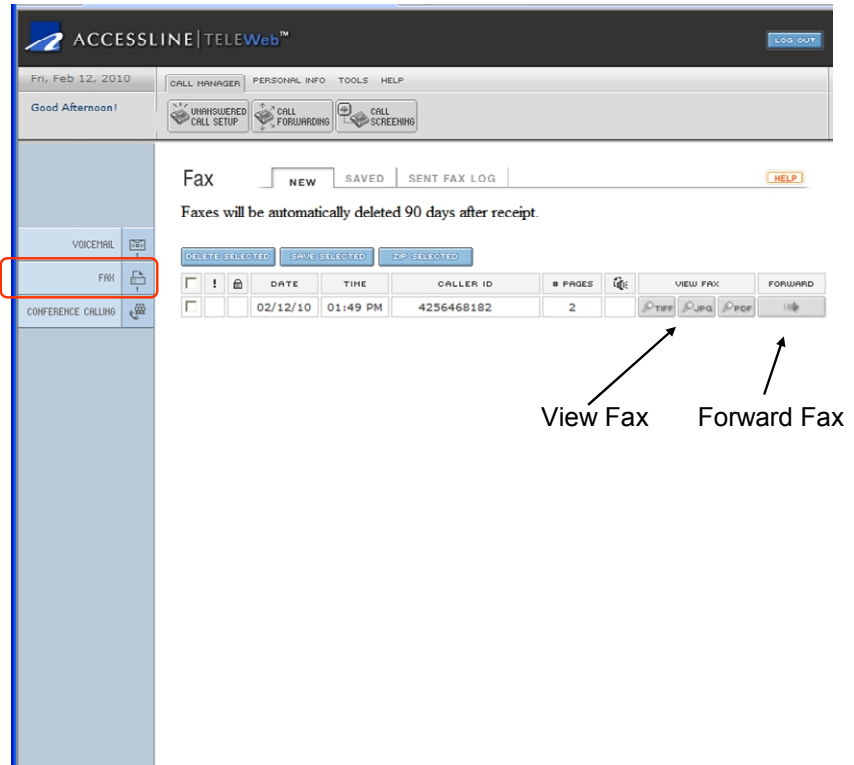 ACCESSLINE|TELEWeb™
LOG OUT
Fri, Feb 12, 2010
CALL MANAGER PERSONAL INFO TOOLS HELP
Good Afternoon!
UNANSWERED CALL SETUP
CALL FORWARDING
CALL SCREENING
Fax NEW SAVED SENT FAX LOG HELP
Faxes will be automatically deleted 90 days after receipt.
VOICEMAIL 1
FAX 1
CONFERENCE CALLING
DELETE SELECTED SAVE SELECTED ZIP SELECTED
! DATE TIME CALLER ID # PAGES VIEW FAX FORWARD
02/12/10 01:49 PM 4256468182 2 TIFF JPG PDF
View Fax Forward Fax